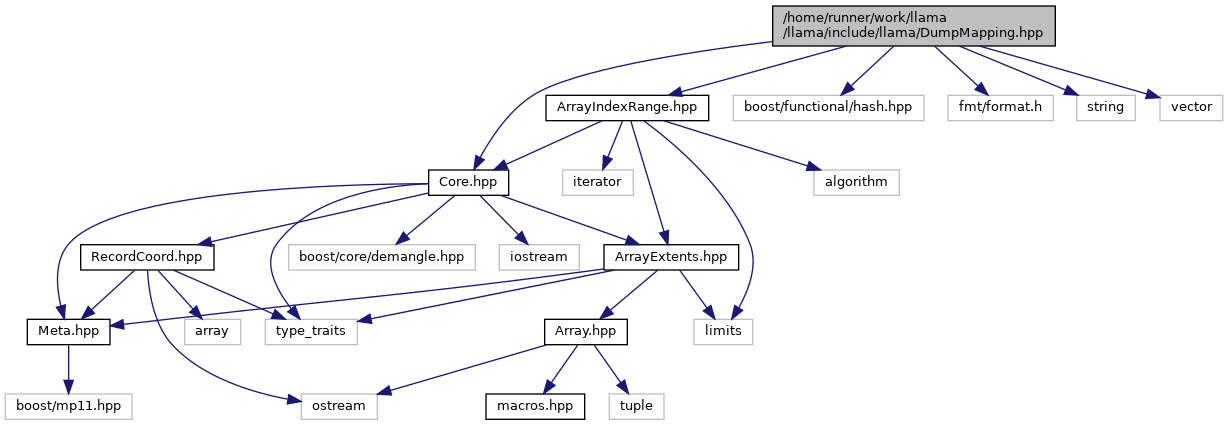 /home/runner/work/llama
/llama/include/llama/DumpMapping.hpp
ArrayIndexRange.hpp
boost/functional/hash.hpp
fmt/format.h
string
vector
Core.hpp
iterator
algorithm
RecordCoord.hpp
boost/core/demangle.hpp
iostream
ArrayExtents.hpp
Meta.hpp
array
type_traits
Array.hpp
limits
boost/mp11.hpp
ostream
macros.hpp
tuple